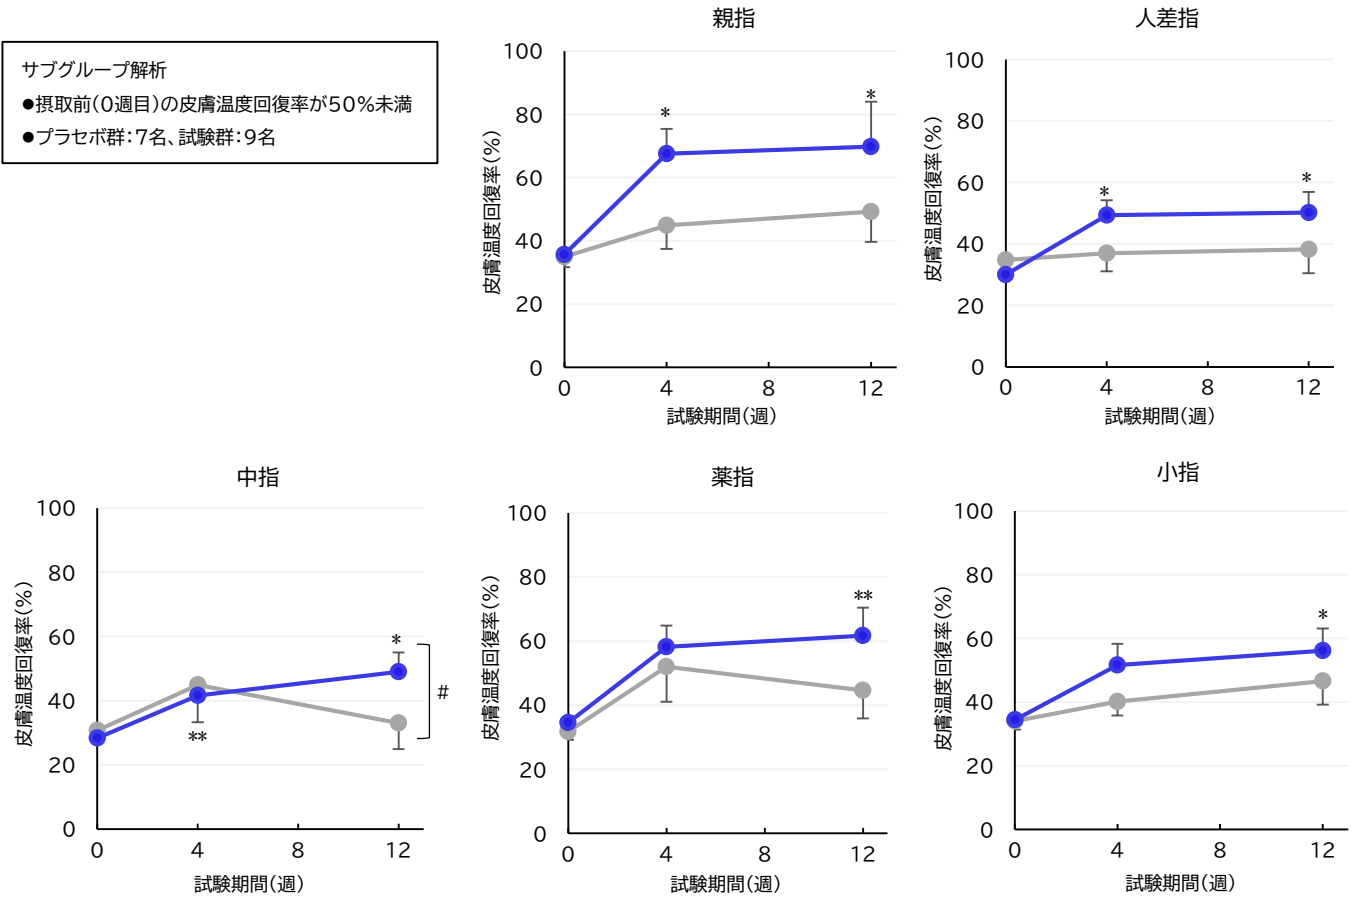 サブグループ解析
●摂取前(0週目)の皮膚温度回復率が50%未満
●プラセボ群:7名、試験群:9名
親指
皮膚温度回復率(%)
100
80
60
40
20
0
*
*
0 4 8 12
試験期間(週)
人差指
皮膚温度回復率(%)
100
80
60
40
20
0
*
*
0 4 8 12
試験期間(週)
中指
皮膚温度回復率(%)
100
80
60
40
20
0
**
*
#
0 4 8 12
試験期間(週)
薬指
皮膚温度回復率(%)
100
80
60
40
20
0
**
0 4 8 12
試験期間(週)
小指
皮膚温度回復率(%)
100
80
60
40
20
0
*
0 4 8 12
試験期間(週)